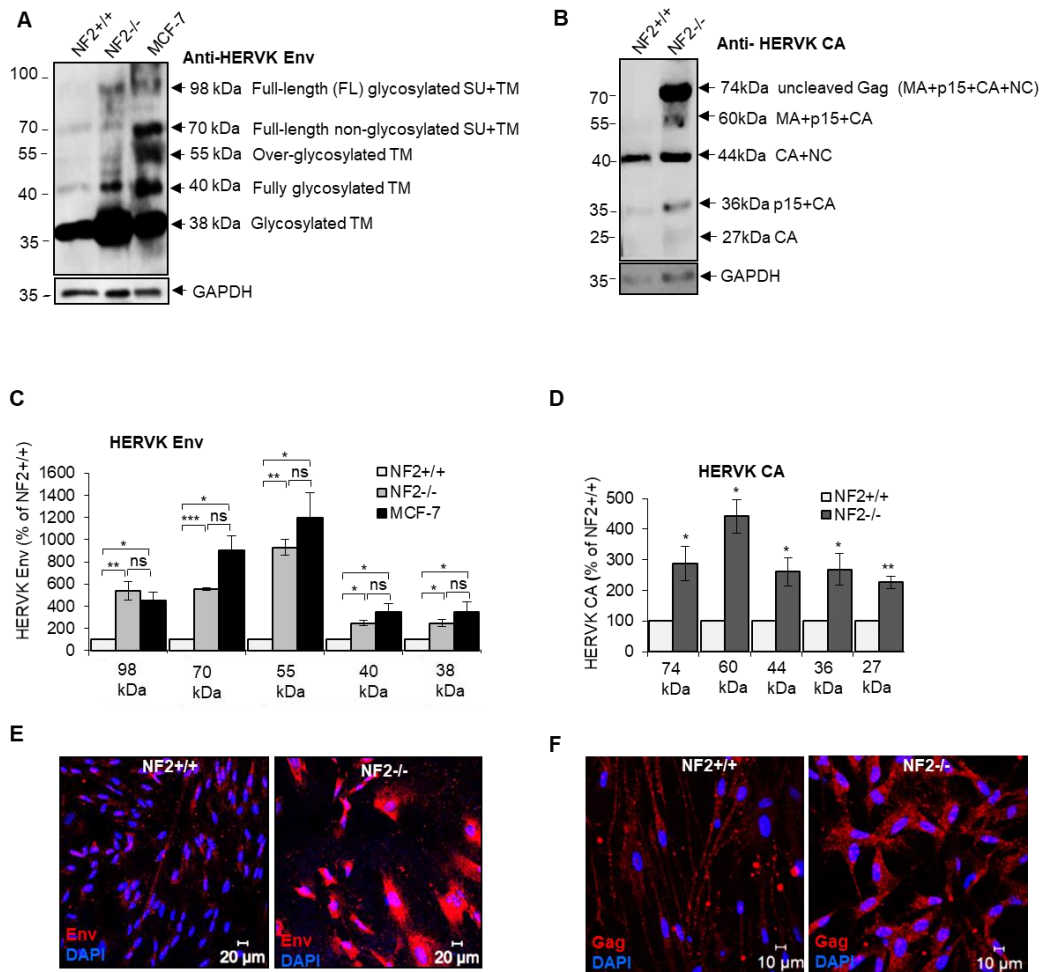 A
NF2+/+ NF2-/- MCF-7
Anti-HERVK Env
100
70
55
40
35
98 kDa Full-length (FL) glycosylated SU+TM
70 kDa Full-length non-glycosylated SU+TM
55 kDa Over-glycosylated TM
40 kDa Fully glycosylated TM
38 kDa Glycosylated TM
35 GAPDH
B
NF2+/+ NF2-/-
Anti- HERVK CA
70
55
40
35
25
74kDa uncleaved Gag (MA+p15+CA+NC)
60kDa MA+p15+CA
44kDa CA+NC
36kDa p15+CA
27kDa CA
35 GAPDH
C
HERVK Env
HERVK Env (% of NF2+/+)
1600
1400
1200
1000
800
600
400
200
0
NF2+/+
NF2-/-
MCF-7
* ** ns
* *** ns
* ** ns
* * ns
* * ns
98 kDa
70 kDa
55 kDa
40 kDa
38 kDa
D
HERVK CA
HERVK CA (% of NF2+/+)
500
400
300
200
100
0
NF2+/+
NF2-/-
* * * * **
74 kDa
60 kDa
44 kDa
36 kDa
27 kDa
E
NF2+/+
Env
DAPI
20 µm
NF2-/-
Env
DAPI
20 µm
F
NF2+/+
Gag
DAPI
10 µm
NF2-/-
Gag
DAPI
10 µm